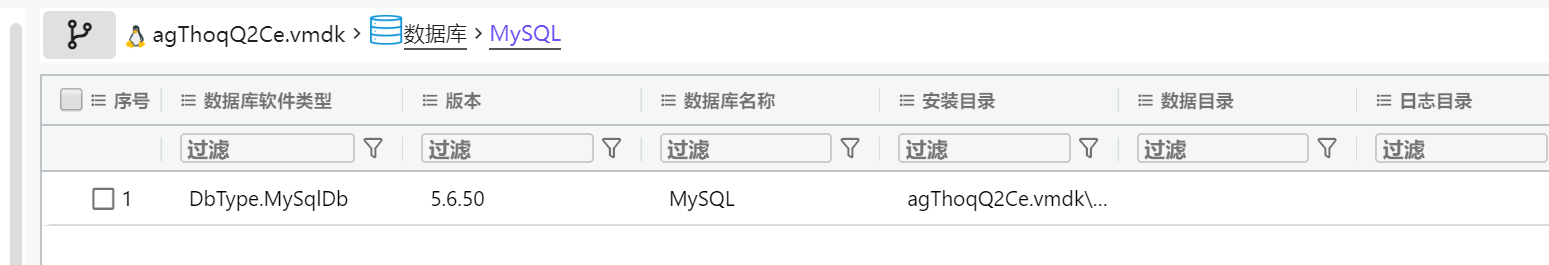 agThoqQ2Ce.vmdk > 数据库 > MySQL
序号 数据库软件类型 版本 数据库名称 安装目录 数据目录 日志目录
过滤 过滤 过滤 过滤 过滤 过滤
1 DbType.MySqlDb 5.6.50 MySQL agThoqQ2Ce.vmdk\...